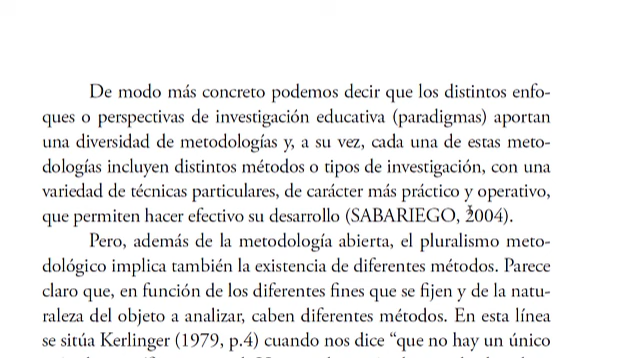 De modo más concreto podemos decir que los distintos enfo-
ques o perspectivas de investigación educativa (paradigmas) aportan
una diversidad de metodologías y, a su vez, cada una de estas meto-
dologías incluyen distintos métodos o tipos de investigación, con una
variedad de técnicas particulares, de carácter más práctico y operativo,
que permiten hacer efectivo su desarrollo (SABARIEGO, 2004).
Pero, además de la metodología abierta, el pluralismo meto-
dológico implica también la existencia de diferentes métodos. Parece
claro que, en función de los diferentes fines que se fijen y de la natu-
raleza del objeto a analizar, caben diferentes métodos. En esta línea
se sitúa Kerlinger (1979, p.4) cuando nos dice “que no hay un único